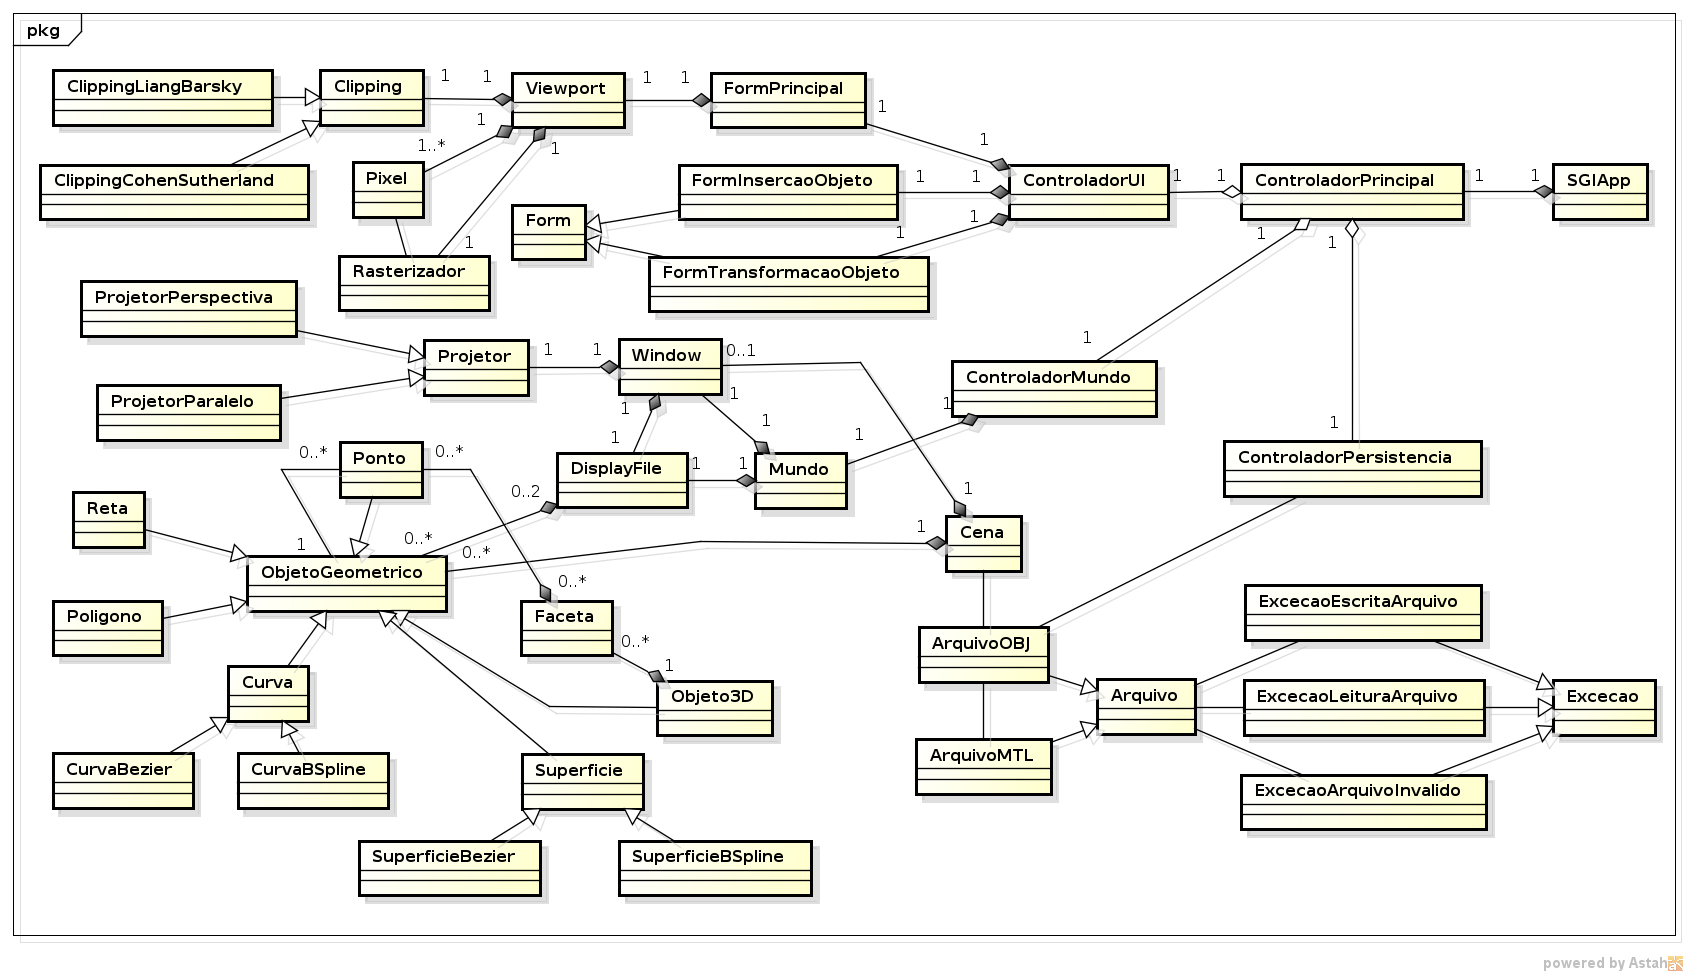 pkg
ClippingLiangBarsky
Clipping
1
1
Viewport
1
1
FormPrincipal
1
1
1..*
1
1
ClippingCohenSutherland
Pixel
FormInsercaoObjeto
1
1
ControladorUI
1
1
ControladorPrincipal
1
1
SGIApp
Form
1
1
1
1
1
Rasterizador
FormTransformacaoObjeto
ProjetorPerspectiva
Projetor
1
1
Window
0..1
1
ControladorMundo
ProjetorParalelo
1
1
1
1
1
1
1
Ponto
0..*
0..*
DisplayFile
1
1
Mundo
ControladorPersistencia
Reta
0..2
1
1
Cena
1
0..*
0..*
ObjetoGeometrico
0..*
Poligono
Faceta
ExcecaoEscritaArquivo
0..*
1
ArquivoOBJ
Curva
Objeto3D
Arquivo
ExcecaoLeituraArquivo
Excecao
CurvaBezier
CurvaBSpline
Superficie
ArquivoMTL
ExcecaoArquivoInvalido
SuperficieBezier
SuperficieBSpline
powered by Astah